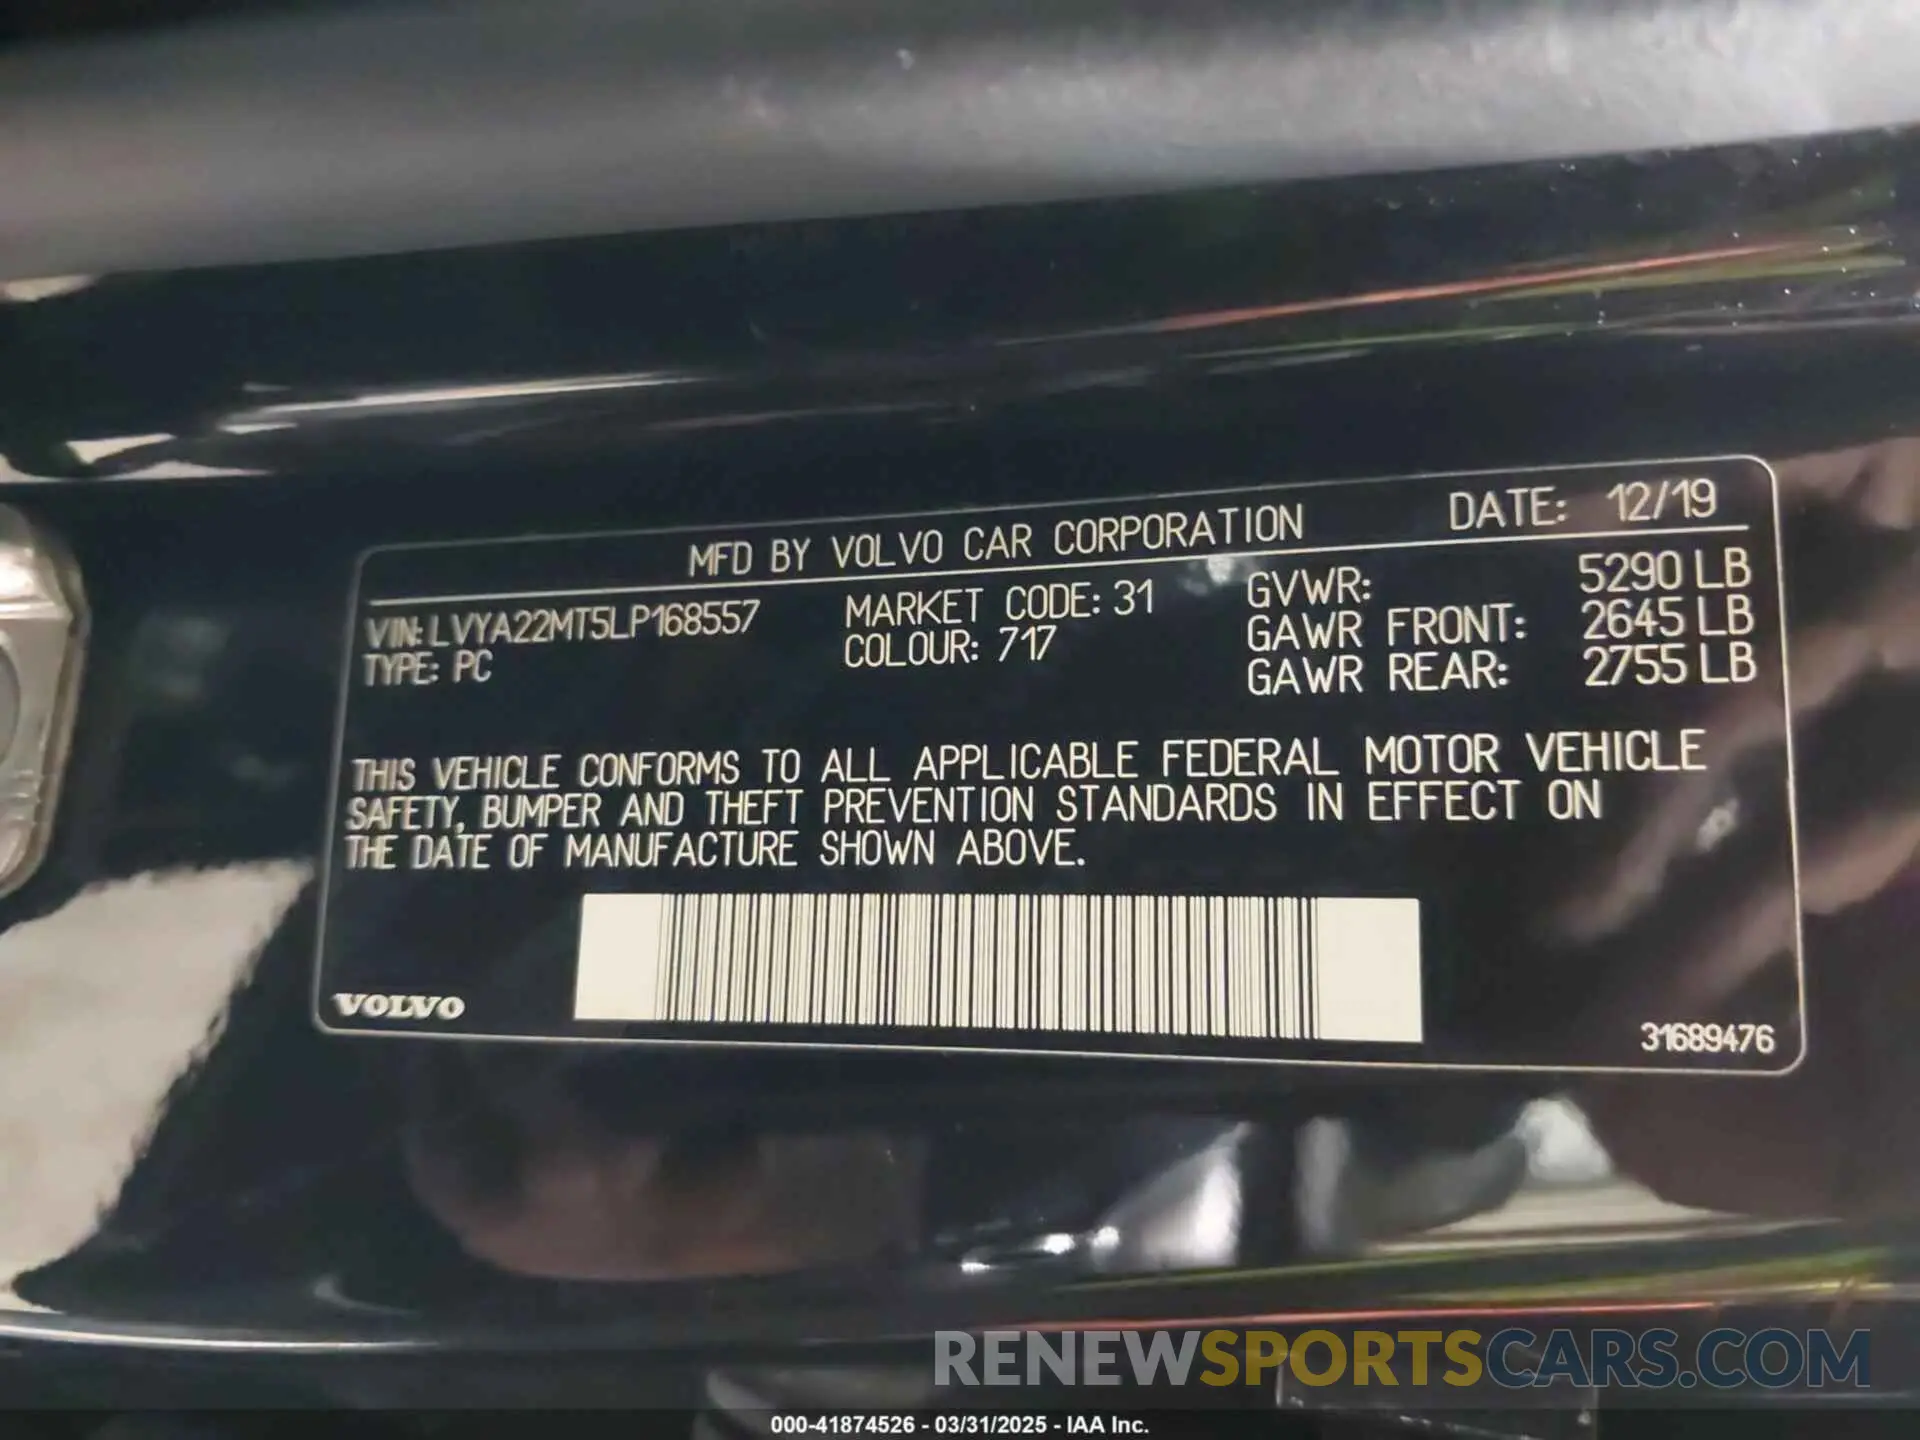 MFD BY VOLVO CAR CORPORATION DATE: 12/19
VIN: LVYA22MT5LP168557 MARKET CODE: 31 GVWR: 5290 LB
TYPE: PC COLOUR: 717 GAWR FRONT: 2645 LB
GAWR REAR: 2755 LB
THIS VEHICLE CONFORMS TO ALL APPLICABLE FEDERAL MOTOR VEHICLE
SAFETY, BUMPER AND THEFT PREVENTION STANDARDS IN EFFECT ON
THE DATE OF MANUFACTURE SHOWN ABOVE.
VOLVO
31689476
RENEWSPORTSCARS.COM
000-41874526 - 03/31/2025 - IAA Inc.